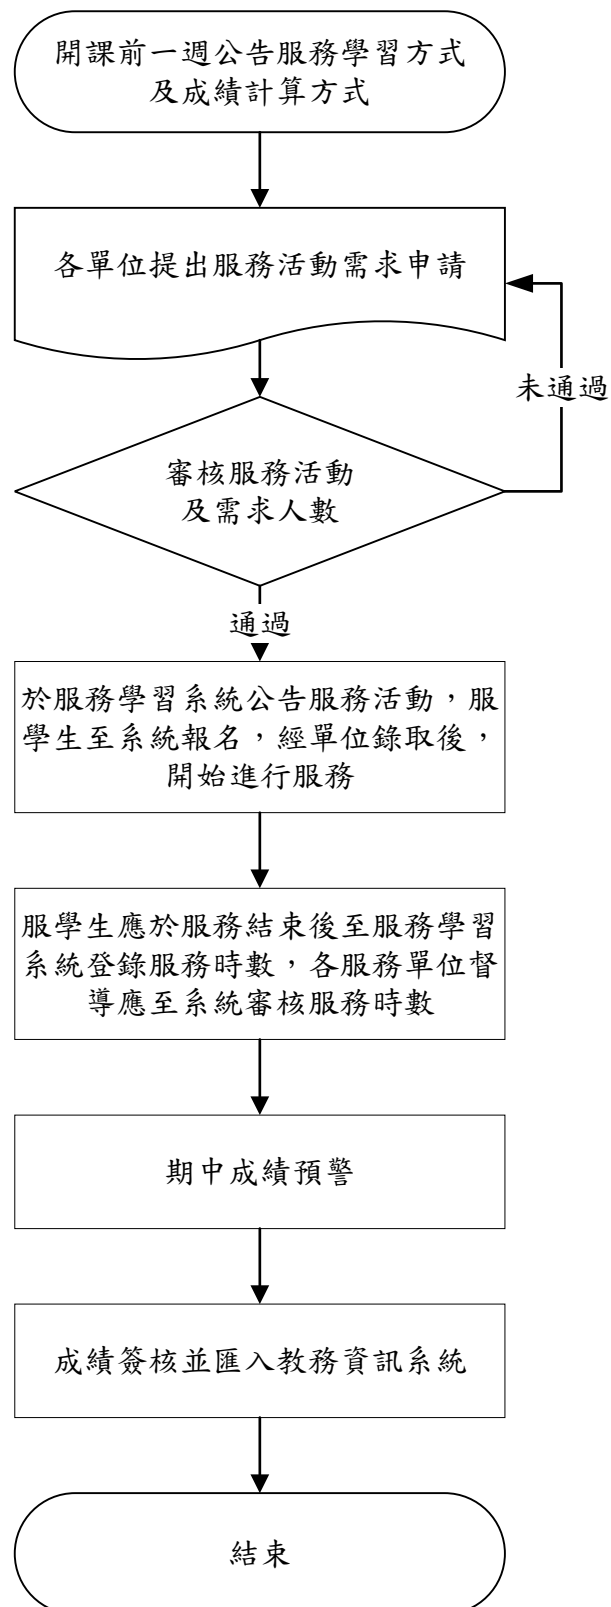 開課前一週公告服務學習方式
及成績計算方式
各單位提出服務活動需求申請
未通過
審核服務活動
及需求人數
通過
於服務學習系統公告服務活動，服
學生至系統報名，經單位錄取後，
開始進行服務
服學生應於服務結束後至服務學習
系統登錄服務時數，各服務單位督
導應至系統審核服務時數
期中成績預警
成績簽核並匯入教務資訊系統
結束